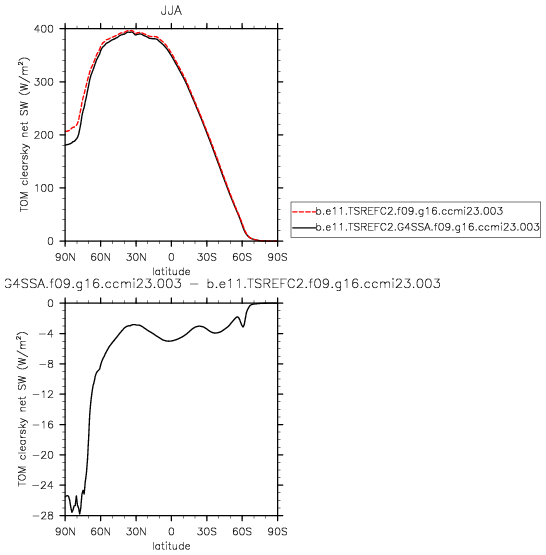 JJA
TOM clearsky net SW (W/m²)
400
300
200
100
0
90N 60N 30N 0 30S 60S 90S
latitude
b.e11.TSREFC2.f09.g16.ccmi23.003
b.e11.TSREFC2.G4SSA.f09.g16.ccmi23.003
G4SSA.f09.g16.ccmi23.003 − b.e11.TSREFC2.f09.g16.ccmi23.003
TOM clearsky net SW (W/m²)
0
−4
−8
−12
−16
−20
−24
−28
90N 60N 30N 0 30S 60S 90S
latitude